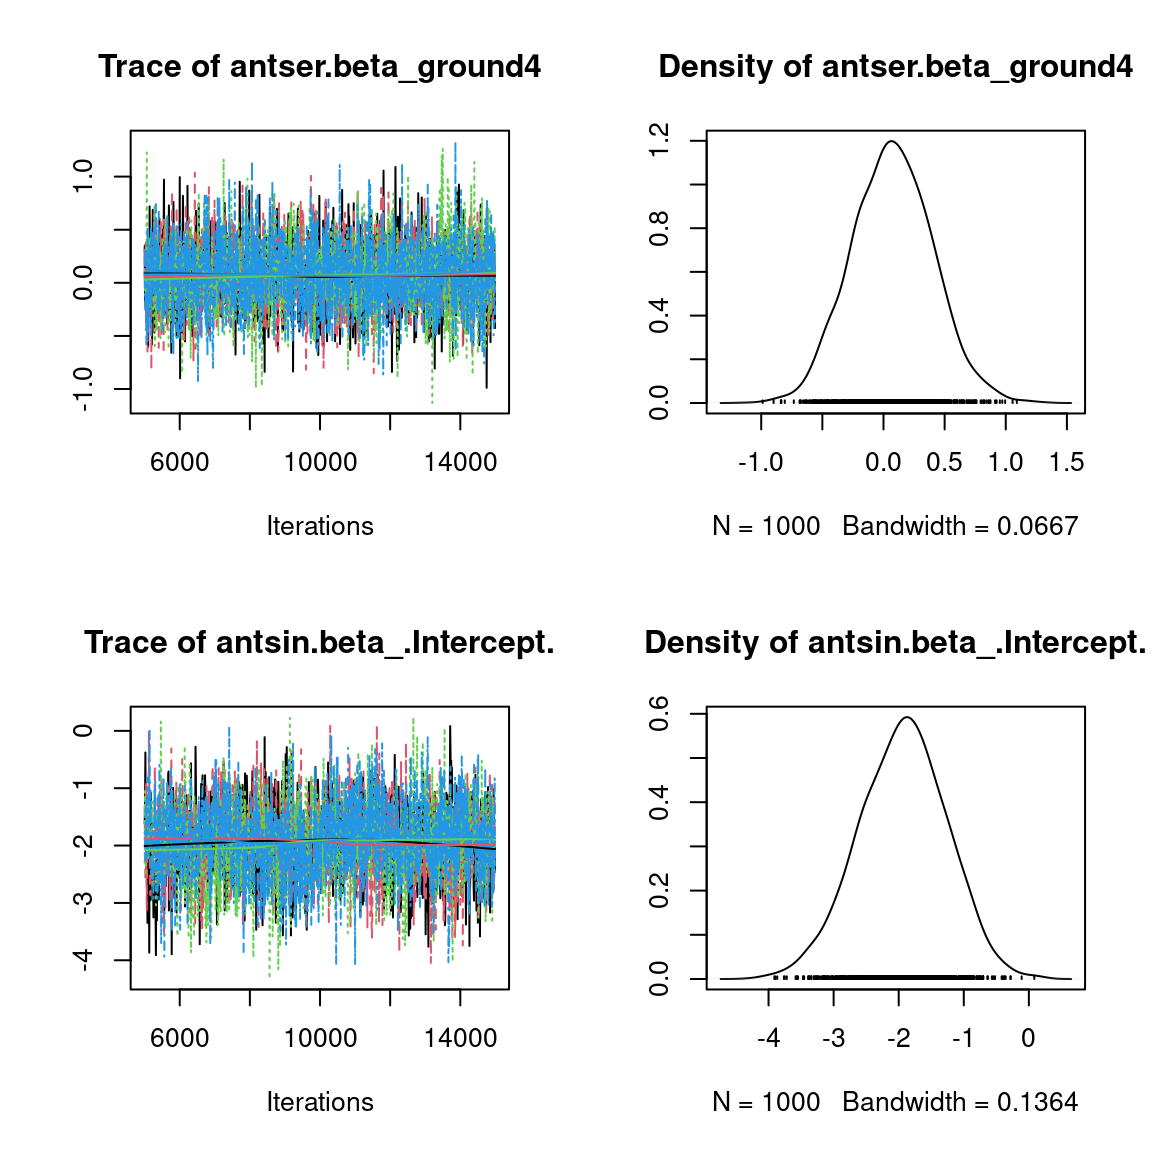 Trace of antser.beta_ground4
1.0
0.0
-1.0
6000 10000 14000
Iterations
Density of antser.beta_ground4
1.2
0.8
0.4
0.0
-1.0 0.0 0.5 1.0 1.5
N = 1000 Bandwidth = 0.0667
Trace of antsin.beta_.Intercept.
0
-1
-2
-3
-4
6000 10000 14000
Iterations
Density of antsin.beta_.Intercept.
0.6
0.4
0.2
0.0
-4 -3 -2 -1 0
N = 1000 Bandwidth = 0.1364